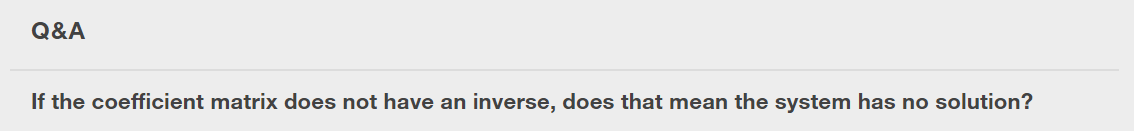 Q&A
If the coefficient matrix does not have an inverse, does that mean the system has no solution?